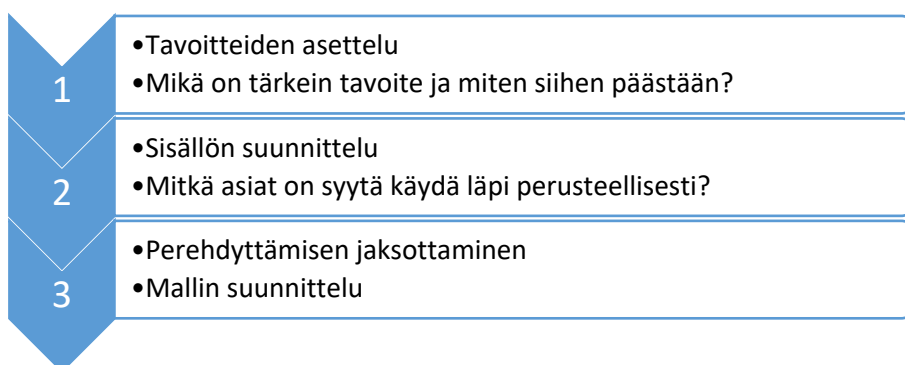 1
•Tavoitteiden asettelu
•Mikä on tärkein tavoite ja miten siihen päästään?
2
•Sisällön suunnittelu
•Mitkä asiat on syytä käydä läpi perusteellisesti?
3
•Perehdyttämisen jaksottaminen
•Mallin suunnittelu